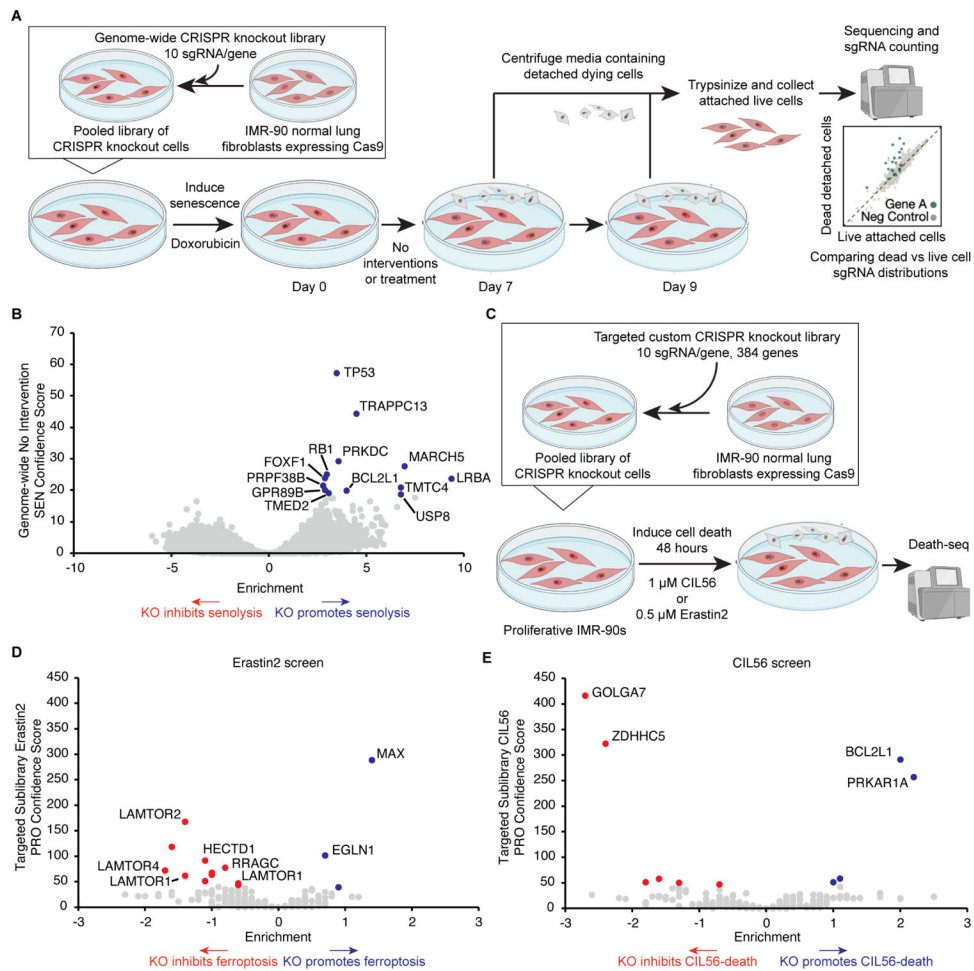 A
Genome-wide CRISPR knockout library
10 sgRNA/gene
Pooled library of
CRISPR knockout cells
IMR-90 normal lung
fibroblasts expressing Cas9
Induce
senescence
Doxorubicin
Day 0
No
interventions
or treatment
Day 7
Day 9
Centrifuge media containing
detached dying cells
Trypsinize and collect
attached live cells
Sequencing and
sgRNA counting
Dead detached cells
Gene A
Neg Control
Live attached cells
Comparing dead vs live cell
sgRNA distributions
B
Genome-wide No Intervention
SEN Confidence Score
70
60
50
40
30
20
10
0
TP53
TRAPPC13
RB1
PRKDC
FOXF1
MARCH5
PRPF38B
BCL2L1
LRBA
GPR89B
TMTC4
TMED2
USP8
-10
-5
0
5
10
Enrichment
KO inhibits senolysis
KO promotes senolysis
C
Targeted custom CRISPR knockout library
10 sgRNA/gene, 384 genes
Pooled library of
CRISPR knockout cells
IMR-90 normal lung
fibroblasts expressing Cas9
Induce cell death
48 hours
1 µM CIL56
or
0.5 µM Erastin2
Proliferative IMR-90s
Death-seq
D
Erastin2 screen
Targeted Sublibrary Erastin2
PRO Confidence Score
450
400
350
300
250
200
150
100
50
0
MAX
LAMTOR2
HECTD1
EGLN1
LAMTOR4
RRAGC
LAMTOR1
LAMTOR1
-3
-2
-1
0
1
2
3
Enrichment
KO inhibits ferroptosis
KO promotes ferroptosis
E
CIL56 screen
Targeted Sublibrary CIL56
PRO Confidence Score
450
400
350
300
250
200
150
100
50
0
GOLGA7
ZDHHC5
BCL2L1
PRKAR1A
-3
-2
-1
0
1
2
3
Enrichment
KO inhibits CIL56-death
KO promotes CIL56-death